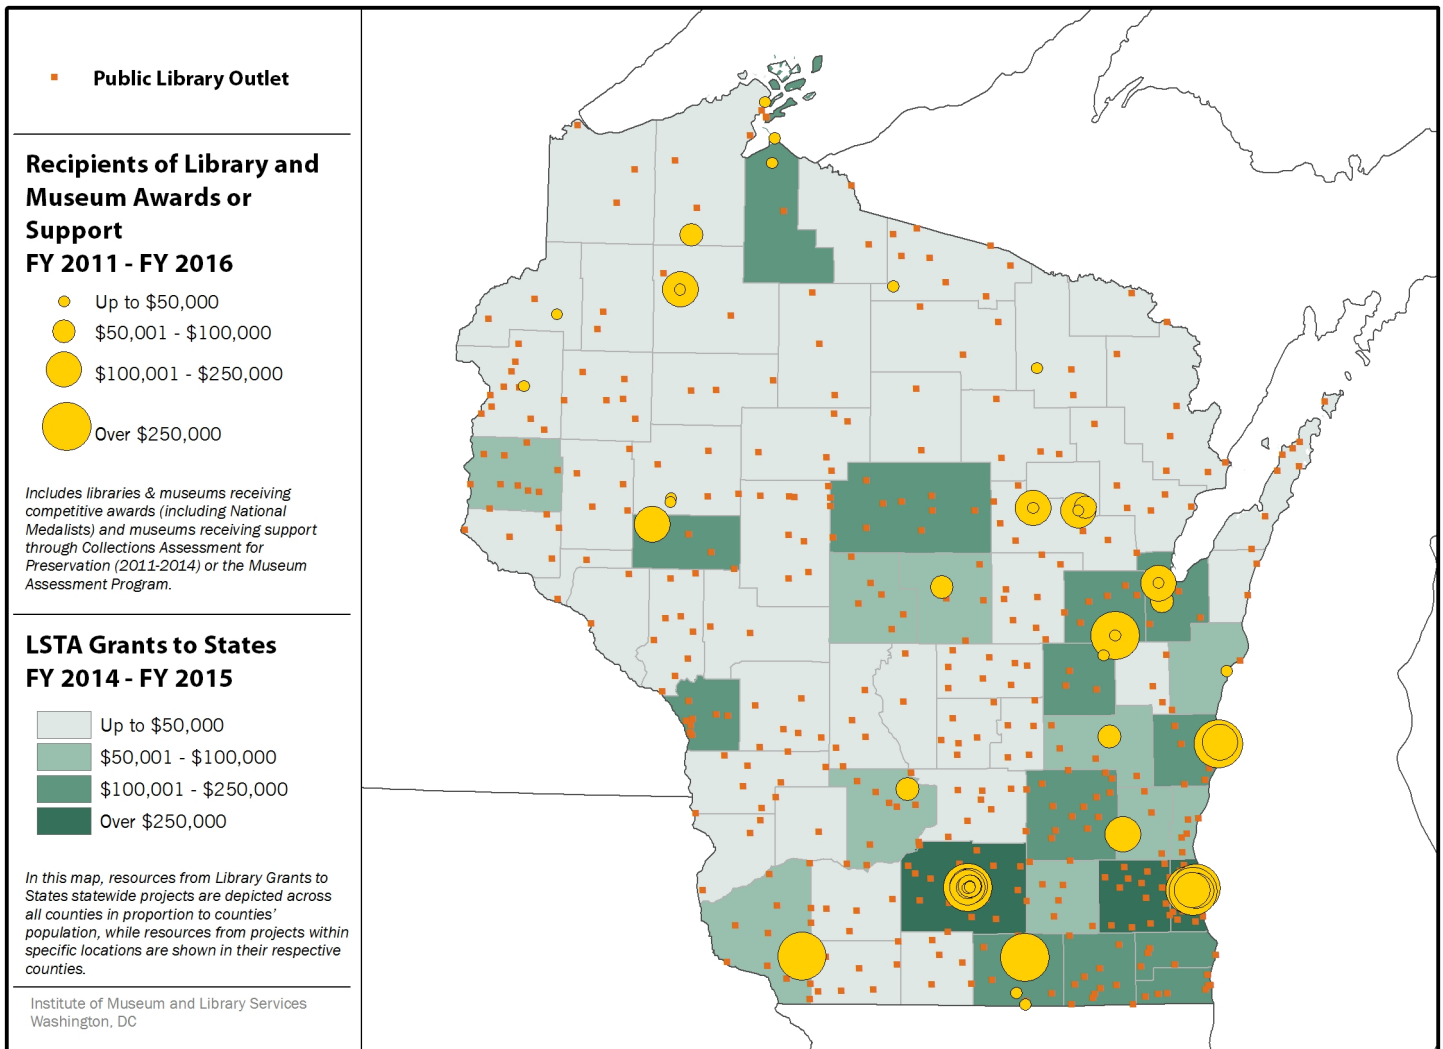 Public Library Outlet
Recipients of Library and
Museum Awards or
Support
FY 2011 - FY 2016
Up to $50,000
$50,001 - $100,000
$100,001 - $250,000
Over $250,000
Includes libraries & museums receiving
competitive awards (including National
Medalists) and museums receiving support
through Collections Assessment for
Preservation (2011-2014) or the Museum
Assessment Program.
LSTA Grants to States
FY 2014 - FY 2015
Up to $50,000
$50,001 - $100,000
$100,001 - $250,000
Over $250,000
In this map, resources from Library Grants to
States statewide projects are depicted across
all counties in proportion to counties'
population, while resources from projects within
specific locations are shown in their respective
counties.
Institute of Museum and Library Services
Washington, DC